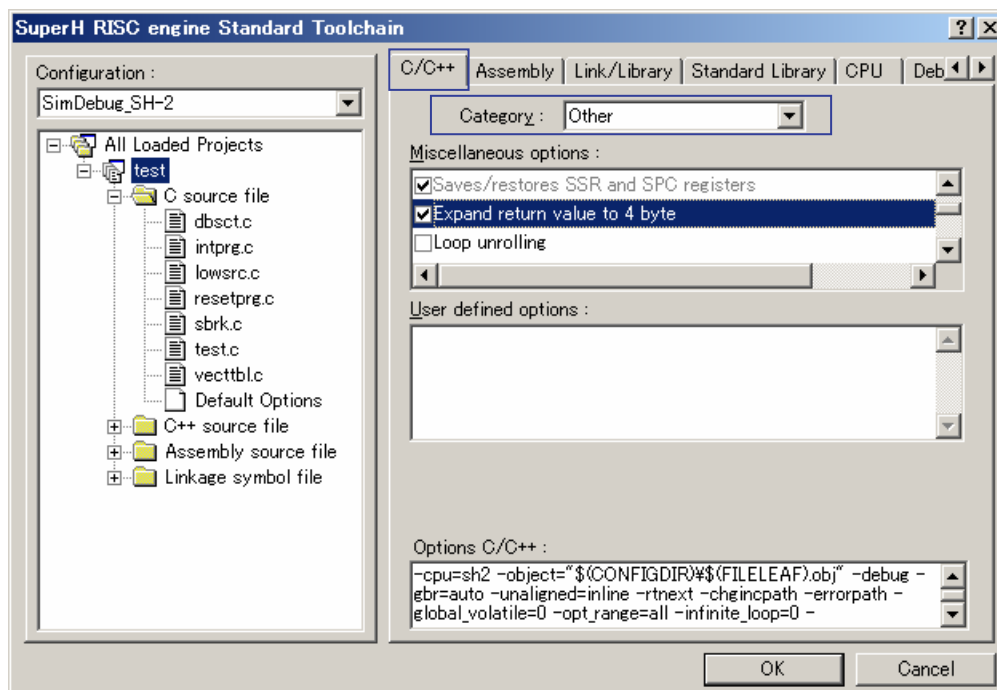 SuperH RISC engine Standard Toolchain
Configuration :
SimDebug_SH-2
All Loaded Projects
test
C source file
dbsct.c
intprg.c
lowsrc.c
resetprg.c
sbrk.c
test.c
vecttbl.c
Default Options
C++ source file
Assembly source file
Linkage symbol file
C/C++ Assembly Link/Library Standard Library CPU Deb
Category : Other
Miscellaneous options :
Saves/restores SSR and SPC registers
Expand return value to 4 byte
Loop unrolling
User defined options :
Options C/C++ :
-cpu=sh2 -object="$(CONFIGDIR)¥$(FILELEAF).obj" -debug -
gbr=auto -unaligned=inline -rtnext -chgincpath -errorpath -
global_volatile=0 -opt_range=all -infinite_loop=0 -
OK Cancel